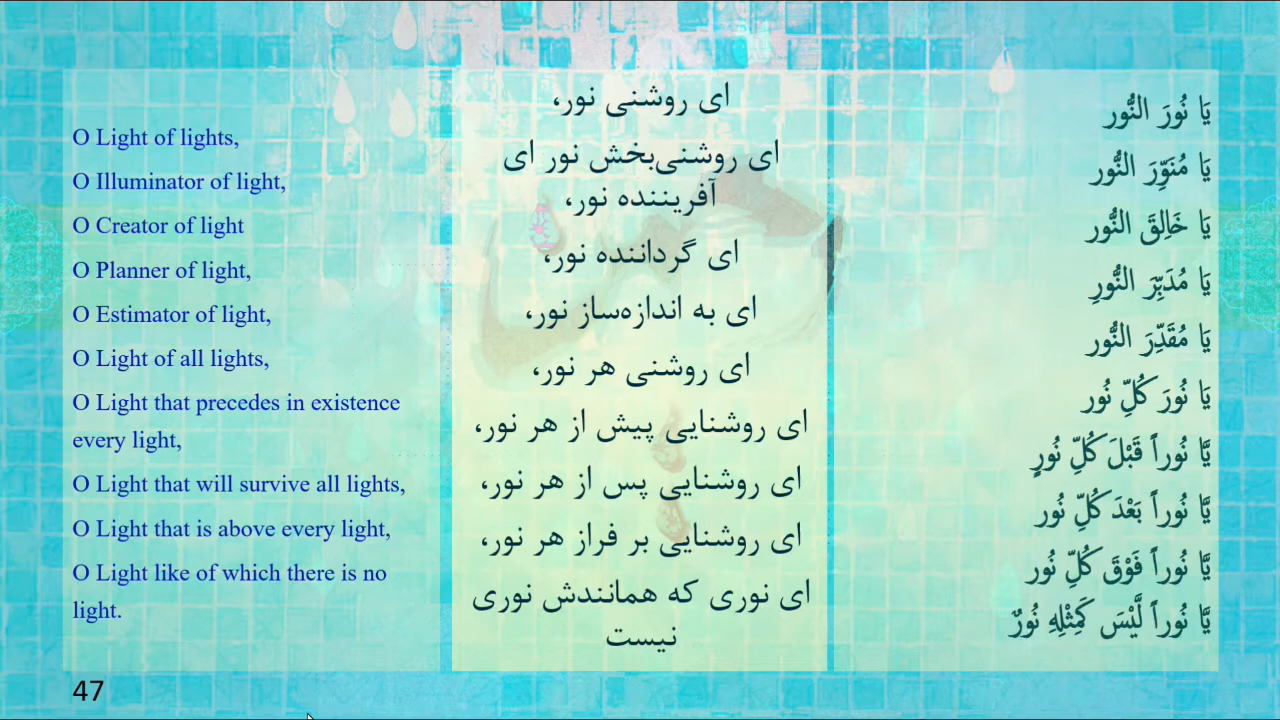 O Light of lights,
O Illuminator of light,
O Creator of light
O Planner of light,
O Estimator of light,
O Light of all lights,
O Light that precedes in existence
every light,
O Light that will survive all lights,
O Light that is above every light,
O Light like of which there is no
light.
ای روشنی نور،
ای روشنی‌بخش نور ای
آفریننده نور،
ای گرداننده نور،
ای به اندازه‌ساز نور،
ای روشنی هر نور،
ای روشنایی پیش از هر نور،
ای روشنایی پس از هر نور،
ای روشنایی بر فراز هر نور،
ای نوری که همانندش نوری
نیست
يَا نُورَ النُّور
يَا مُنَوِّرَ النُّور
يَا خَالِقَ النُّور
يَا مُدَبِّرَ النُّورِ
يَا مُقَدِّرَ النُّور
يَا نُورَ كُلِّ نُور
يَّا نُوراً قَبْلَ كُلِّ نُورٍ
يَّا نُوراً بَعْدَ كُلِّ نُور
يَّا نُوراً فَوْقَ كُلِّ نُور
يَّا نُوراً لَّيْسَ كَمِثْلِهِ نُورٌ
47